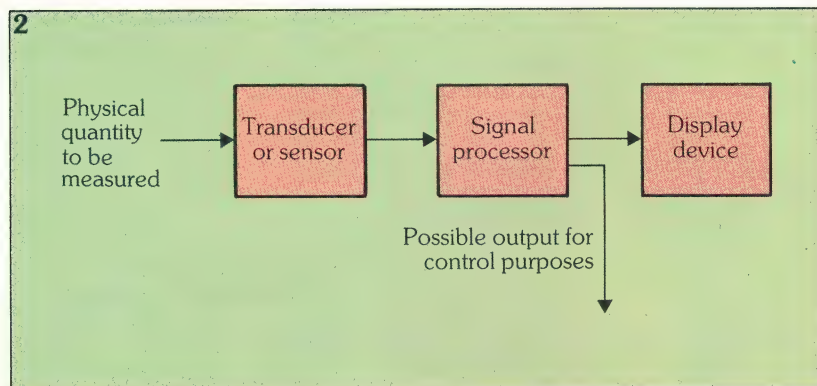 2
Physical
quantity
to be
measured
Transducer
or sensor
Signal
processor
Display
device
Possible output for
control purposes